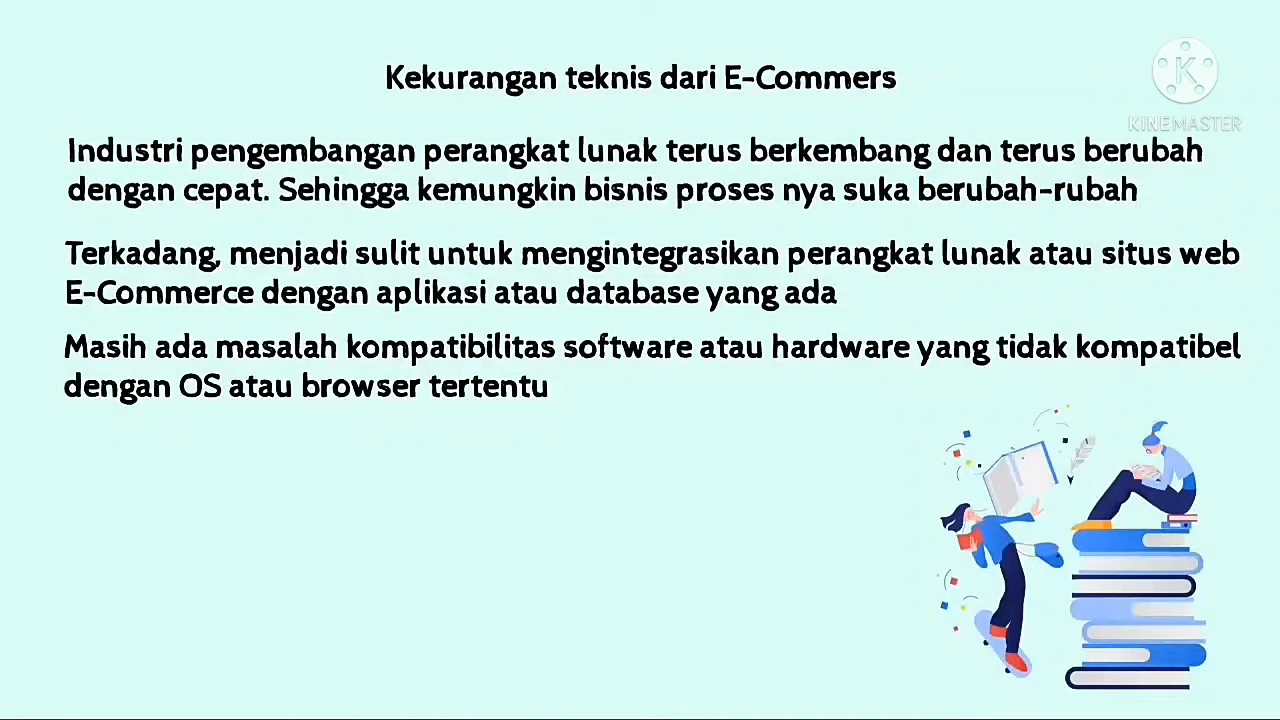 Kekurangan teknis dari E-Commers
K
KINEMASTER
Industri pengembangan perangkat lunak terus berkembang dan terus berubah
dengan cepat. Sehingga kemungkin bisnis proses nya suka berubah-rubah
Terkadang, menjadi sulit untuk mengintegrasikan perangkat lunak atau situs web
E-Commerce dengan aplikasi atau database yang ada
Masih ada masalah kompatibilitas software atau hardware yang tidak kompatibel
dengan OS atau browser tertentu